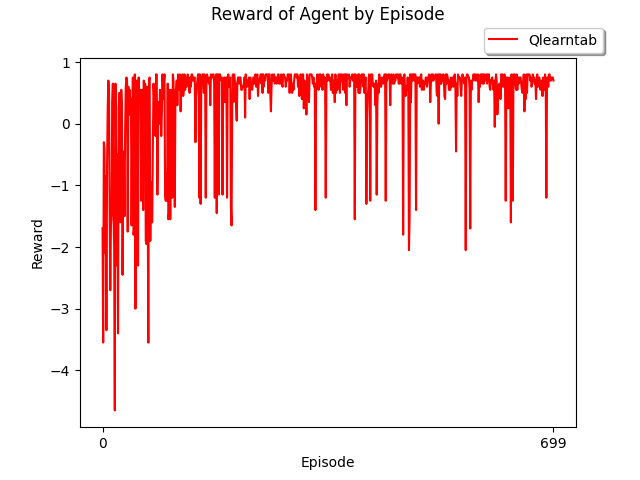 Reward of Agent by Episode
Qlearntab
1
0
−1
−2
−3
−4
Reward
0
699
Episode